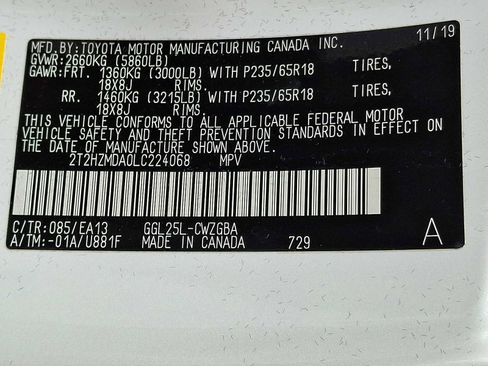 MFD.BY:TOYOTA MOTOR MANUFACTURING CANADA INC. 11/19
GVWR:2660KG (5860LB)
GAWR:FRT. 1360KG (3000LB) WITH P235/65R18 TIRES,
18X8J RIMS.
RR. 1460KG (3215LB) WITH P235/65R18 TIRES,
18X8J RIMS.
THIS VEHICLE CONFORMS TO ALL APPLICABLE FEDERAL MOTOR
VEHICLE SAFETY AND THEFT PREVENTION STANDARDS IN EFFECT
ON THE DATE OF MANUFACTURE SHOWN ABOVE.
2T2HZMDA0LC224068 MPV
C/TR:085/EA13 GGL25L-CWZGBA
A/TM:-01A/U881F MADE IN CANADA 729 A